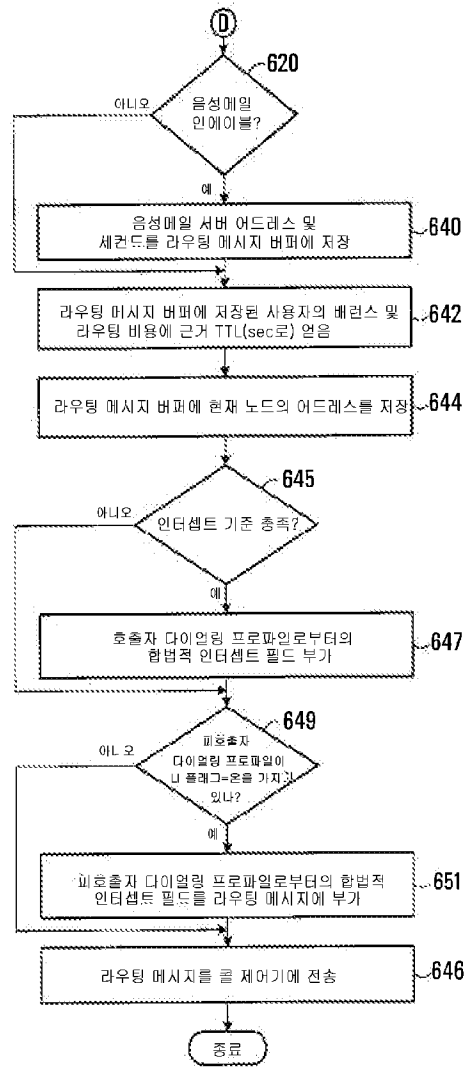 D
620
음성메일
인에이블?
아니오
예
음성메일 서버 어드레스 및
세컨드를 라우팅 메시지 버퍼에 저장
640
라우팅 메시지 버퍼에 저장된 사용자의 배런스 및
라우팅 비용에 근거 TTL(sec로) 얻음
642
라우팅 메시지 버퍼에 현재 노드의 어드레스를 저장
644
645
인터셉트 기준 충족?
아니오
예
호출자 다이얼링 프로파일로부터의
합법적 인터셉트 필드 부가
647
649
피호출자
다이얼링 프로파일이
플래그=온을 가지고
있나?
아니오
예
피호출자 다이얼링 프로파일로부터의 합법적
인터셉트 필드를 라우팅 메시지에 부가
651
라우팅 메시지를 콜 제어기에 전송
646
종료